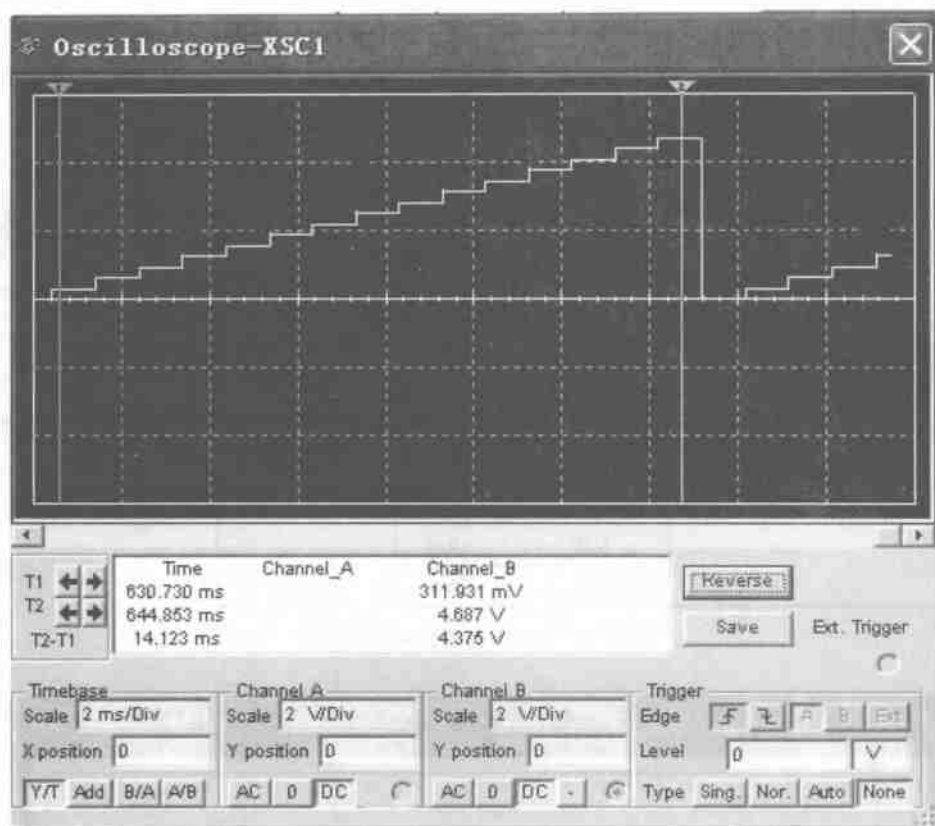 Oscilloscope-XSC1
1
2
T1
T2
T2-T1
Time Channel_A Channel_B
630.730 ms 311.931 mV
644.853 ms 4.687 V
14.123 ms 4.375 V
Reverse
Save
Ext. Trigger
Timebase
Scale 2 ms/Div
X position 0
Y/T Add B/A A/B
Channel A
Scale 2 V/Div
Y position 0
AC 0 DC
Channel B
Scale 2 V/Div
Y position 0
AC 0 DC -
Trigger
Edge A B Ext
Level 0 V
Type Sing. Nor. Auto None